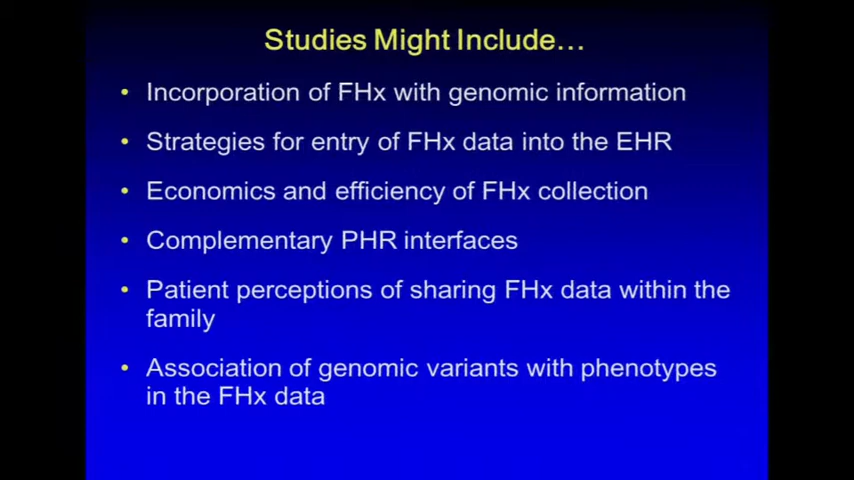 Studies Might Include...
• Incorporation of FHx with genomic information
• Strategies for entry of FHx data into the EHR
• Economics and efficiency of FHx collection
• Complementary PHR interfaces
• Patient perceptions of sharing FHx data within the
family
• Association of genomic variants with phenotypes
in the FHx data